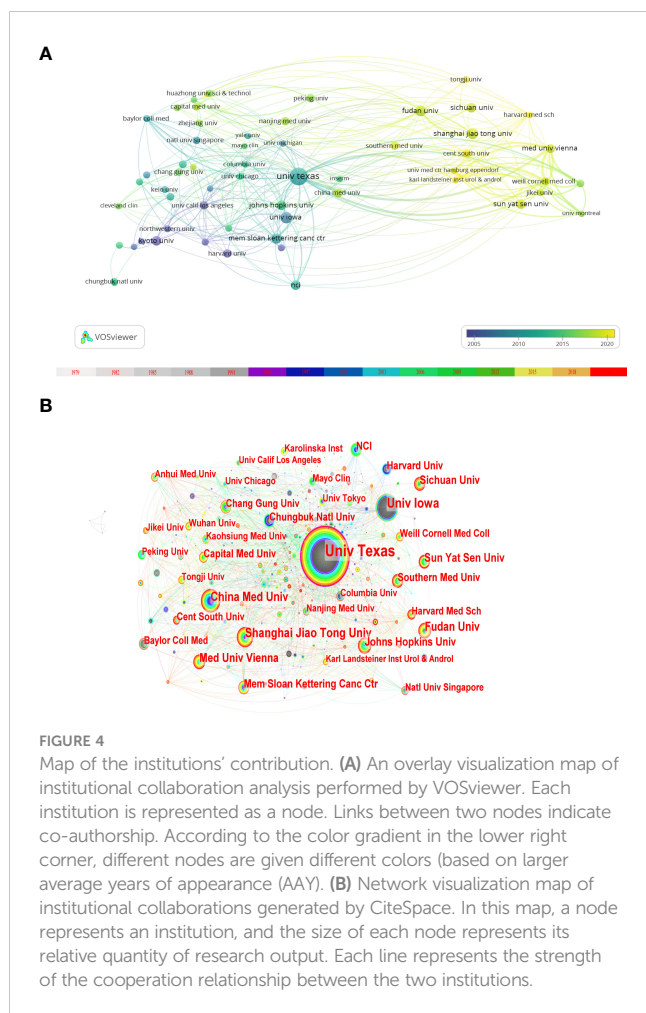 A
tongji univ
huazhong univ sci & technol
peking univ
capital med univ
fudan univ
sichuan univ
harvard med sch
baylor coll med
zhejiang univ
nanjing med univ
shanghai jiao tong univ
natl univ singapore
yale univ
univ michigan
mayo clin
southern med univ
med univ vienna
cent south univ
columbia univ
chang gung univ
univ chicago
univ texas
inserm
univ med ctr hamburg eppendorf
karl landsteiner inst urol & androl
weill cornell med coll
keio univ
china med univ
jikei univ
cleveland clin
univ calif los angeles
johns hopkins univ
sun yat sen univ
univ iowa
univ montreal
northwestern univ
kyoto univ
mem sloan kettering canc ctr
harvard univ
chungbuk natl univ
nci
VOSviewer
2005 2010 2015 2020
1979 1982 1985 1988 1991 2012 2015 2018
B
Karolinska Inst
NCI
Univ Calif Los Angeles
Harvard Univ
Anhui Med Univ
Univ Chicago
Mayo Clin
Sichuan Univ
Chang Gung Univ
Univ Tokyo
Univ Iowa
Jikei Univ
Wuhan Univ
Chungbuk Natl Univ
Kaohsiung Med Univ
Weill Cornell Med Coll
Peking Univ
Capital Med Univ
Univ Texas
Sun Yat Sen Univ
Tongji Univ
Southern Med Univ
China Med Univ
Columbia Univ
Nanjing Med Univ
Harvard Med Sch
Cent South Univ
Fudan Univ
Baylor Coll Med
Shanghai Jiao Tong Univ
Johns Hopkins Univ
Med Univ Vienna
Karl Landsteiner Inst Urol & Androl
Mem Sloan Kettering Canc Ctr
Natl Univ Singapore
FIGURE 4
Map of the institutions’ contribution. (A) An overlay visualization map of
institutional collaboration analysis performed by VOSviewer. Each
institution is represented as a node. Links between two nodes indicate
co-authorship. According to the color gradient in the lower right
corner, different nodes are given different colors (based on larger
average years of appearance (AAY). (B) Network visualization map of
institutional collaborations generated by CiteSpace. In this map, a node
represents an institution, and the size of each node represents its
relative quantity of research output. Each line represents the strength
of the cooperation relationship between the two institutions.